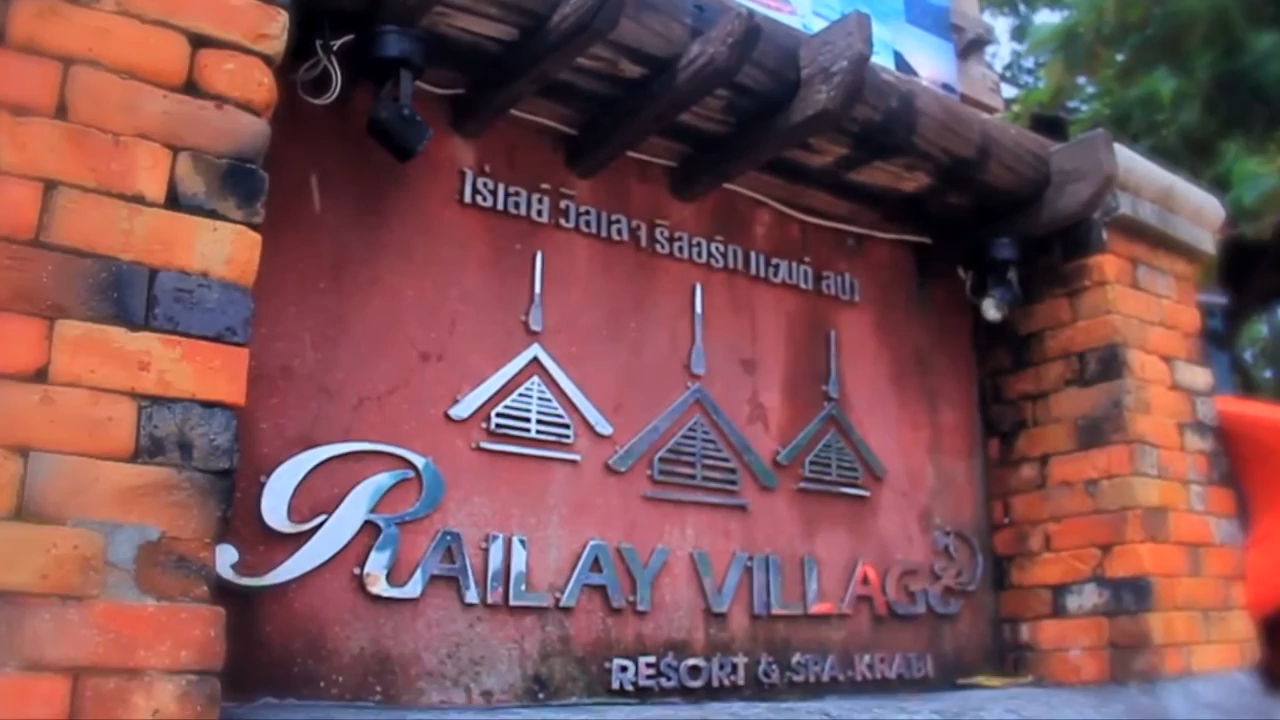 ไร่เลย์ วิลเลจ รีสอร์ท แอนด์ สปา
RAILAY VILLAGE
RESORT & SPA KRABI